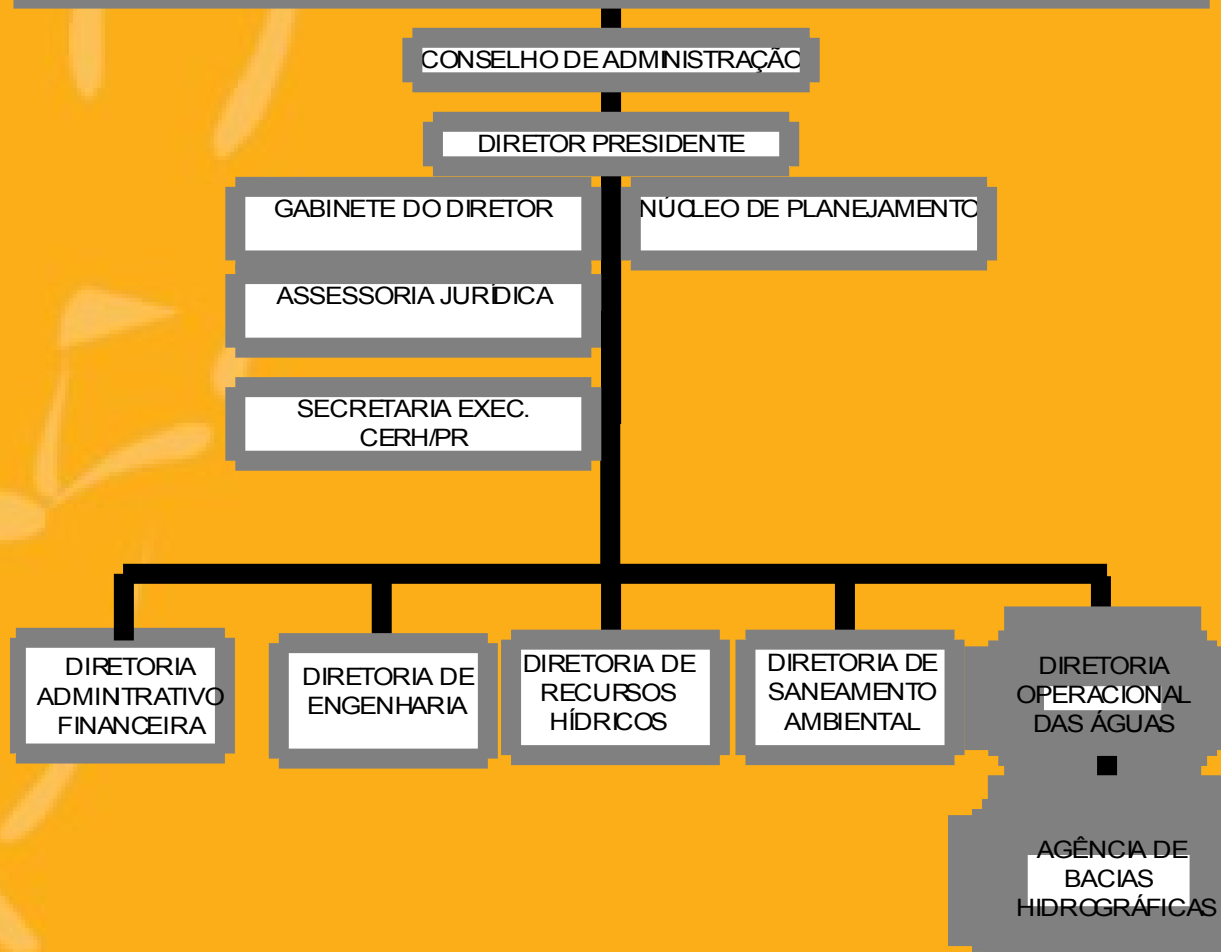 CONSELHO DE ADMINISTRAÇÃO
DIRETOR PRESIDENTE
GABINETE DO DIRETOR
NÚCLEO DE PLANEJAMENTO
ASSESSORIA JURÍDICA
SECRETARIA EXEC.
CERH/PR
DIRETORIA
ADMINTRATIVO
FINANCEIRA
DIRETORIA DE
ENGENHARIA
DIRETORIA DE
RECURSOS
HÍDRICOS
DIRETORIA DE
SANEAMENTO
AMBIENTAL
DIRETORIA
OPERACIONAL
DAS ÁGUAS
AGÊNCIA DE
BACIAS
HIDROGRÁFICAS